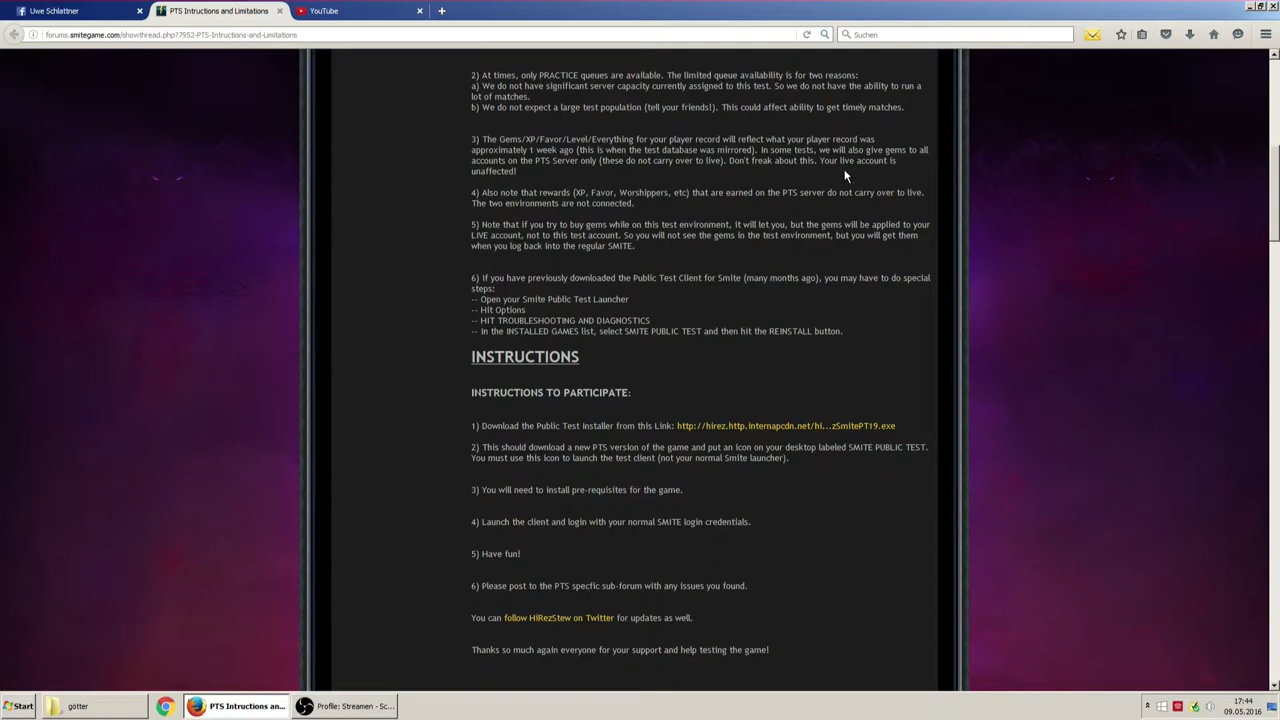 Uwe Schlattner
PTS Intructions and Limitations
YouTube
forums.smitegame.com/showthread.php?7952-PTS-Intructions-and-Limitations
Suchen
2) At times, only PRACTICE queues are available. The limited queue availability is for two reasons:
a) We do not have significant server capacity currently assigned to this test. So we do not have the ability to run a
lot of matches.
b) We do not expect a large test population (tell your friends!). This could affect ability to get timely matches.
3) The Gems/XP/Favor/Level/Everything for your player record will reflect what your player record was
approximately 1 week ago (this is when the test database was mirrored). In some tests, we will also give gems to all
accounts on the PTS Server only (these do not carry over to live). Don't freak about this. Your live account is
unaffected!
4) Also note that rewards (XP, Favor, Worshippers, etc) that are earned on the PTS server do not carry over to live.
The two environments are not connected.
5) Note that if you try to buy gems while on this test environment, it will let you, but the gems will be applied to your
LIVE account, not to this test account. So you will not see the gems in the test environment, but you will get them
when you log back into the regular SMITE.
6) If you have previously downloaded the Public Test Client for Smite (many months ago), you may have to do special
steps:
-- Open your Smite Public Test Launcher
-- Hit Options
-- HIT TROUBLESHOOTING AND DIAGNOSTICS
-- In the INSTALLED GAMES list, select SMITE PUBLIC TEST and then hit the REINSTALL button.
INSTRUCTIONS
INSTRUCTIONS TO PARTICIPATE:
1) Download the Public Test Installer from this Link: http://hirez.http.internapcdn.net/hi...zSmitePT19.exe
2) This should download a new PTS version of the game and put an icon on your desktop labeled SMITE PUBLIC TEST.
You must use this icon to launch the test client (not your normal Smite launcher).
3) You will need to install pre-requisites for the game.
4) Launch the client and login with your normal SMITE login credentials.
5) Have fun!
6) Please post to the PTS specfic sub-forum with any issues you found.
You can follow HiRezStew on Twitter for updates as well.
Thanks so much again everyone for your support and help testing the game!
Start
götter
PTS Intructions an...
Profile: Streamen - Sc...
17:44
09.05.2016